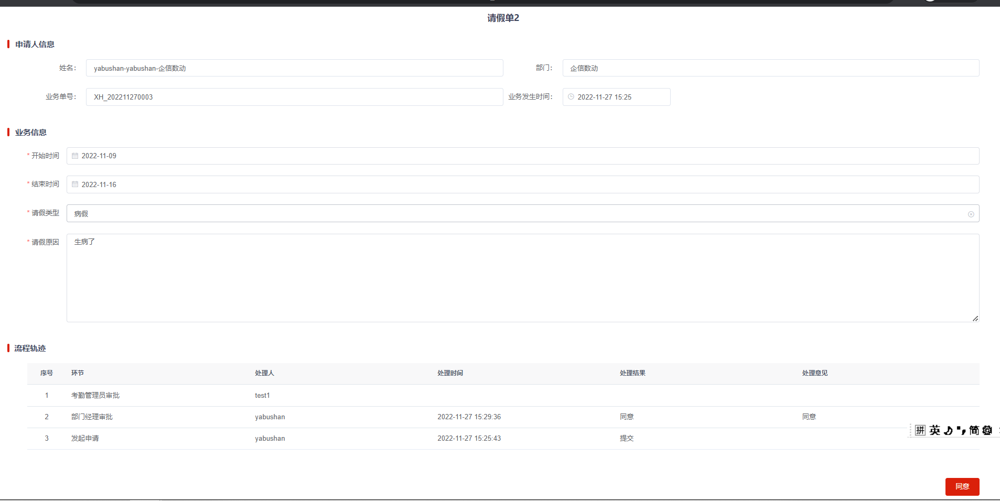 请假单2
申请人信息
姓名： yabushan-yabushan-企信数动 部门： 企信数动
业务单号： XH_202211270003 业务发生时间： 2022-11-27 15:25
业务信息
* 开始时间 2022-11-09
* 结束时间 2022-11-16
* 请假类型 病假
* 请假原因 生病了
流程轨迹
序号 环节 处理人 处理时间 处理结果 处理意见
1 考勤管理员审批 test1
2 部门经理审批 yabushan 2022-11-27 15:29:36 同意 同意
3 发起申请 yabushan 2022-11-27 15:25:43 提交
拼 英 简
同意